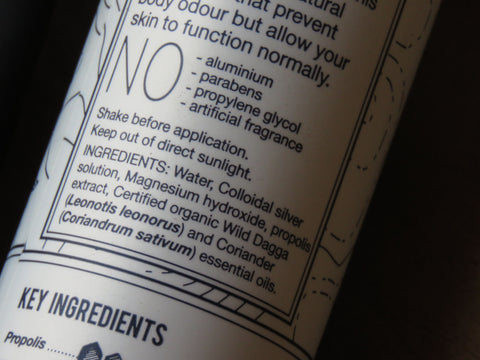 natural
that prevent
body odour but allow your
skin to function normally.
NO
- aluminium
- parabens
- propylene glycol
- artificial fragrance
Shake before application.
Keep out of direct sunlight.
INGREDIENTS: Water, Colloidal silver
solution, Magnesium hydroxide, propolis
extract, Certified organic Wild Dagga
(Leonotis leonorus) and Coriander
(Coriandrum sativum) essential oils.
KEY INGREDIENTS
Propolis ......